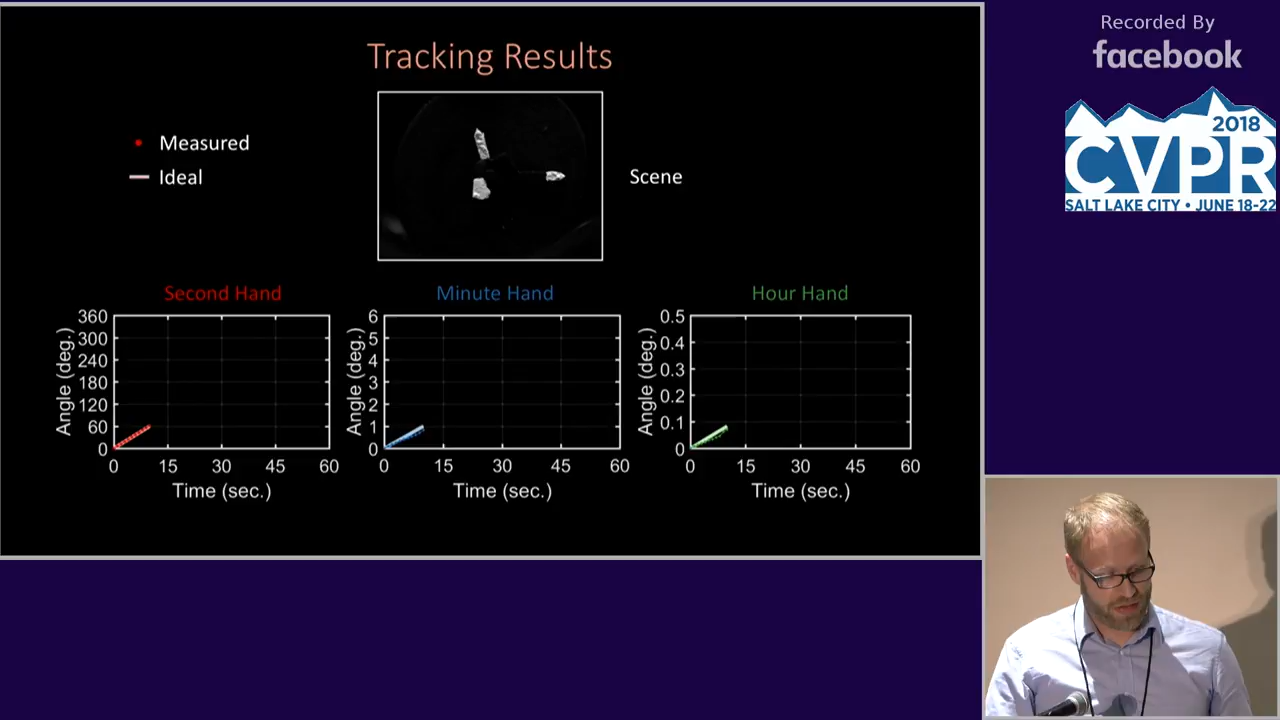 Tracking Results
Measured
Ideal
Scene
Second Hand
Angle (deg.)
360
300
240
180
120
60
0
0 15 30 45 60
Time (sec.)
Minute Hand
Angle (deg.)
6
5
4
3
2
1
0
0 15 30 45 60
Time (sec.)
Hour Hand
Angle (deg.)
0.5
0.4
0.3
0.2
0.1
0
0 15 30 45 60
Time (sec.)
Recorded By
facebook
2018
CVPR
SALT LAKE CITY • JUNE 18-22